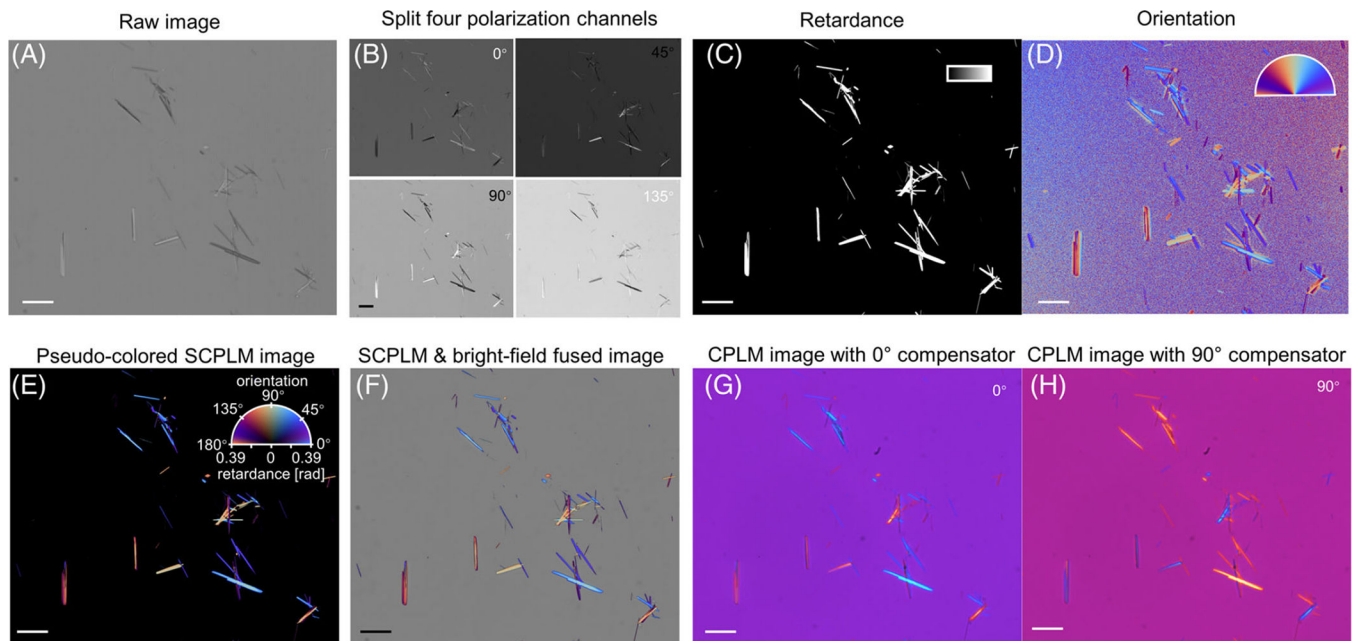 Raw image
Split four polarization channels
Retardance
Orientation
(A)
(B)
0°
45°
90°
135°
(C)
(D)
Pseudo-colored SCPLM image
SCPLM & bright-field fused image
CPLM image with 0° compensator
CPLM image with 90° compensator
(E)
orientation
90°
135°
45°
180°
0°
0.39
0
0.39
retardance [rad]
(F)
(G)
0°
(H)
90°